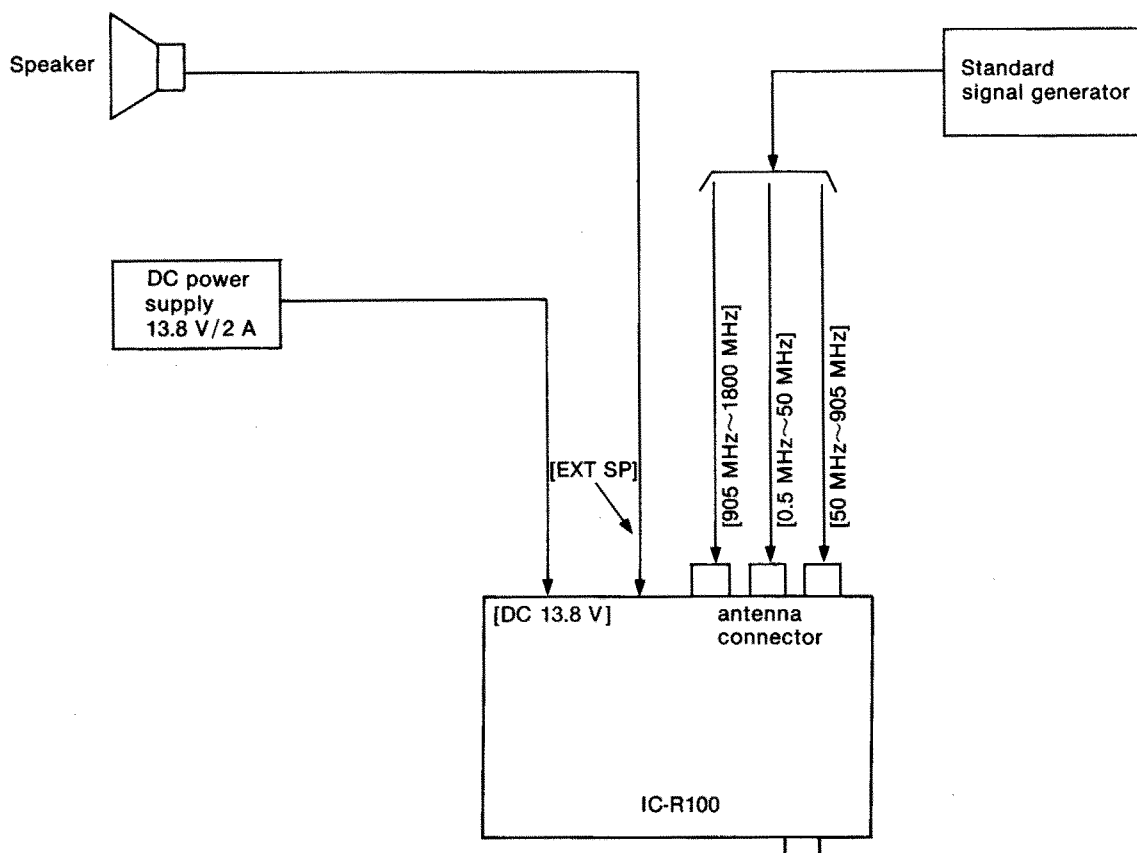 Speaker
Standard
signal generator
DC power
supply
13.8 V/2 A
[EXT SP]
[905 MHz~1800 MHz]
[0.5 MHz~50 MHz]
[50 MHz~905 MHz]
[DC 13.8 V]
antenna
connector
IC-R100